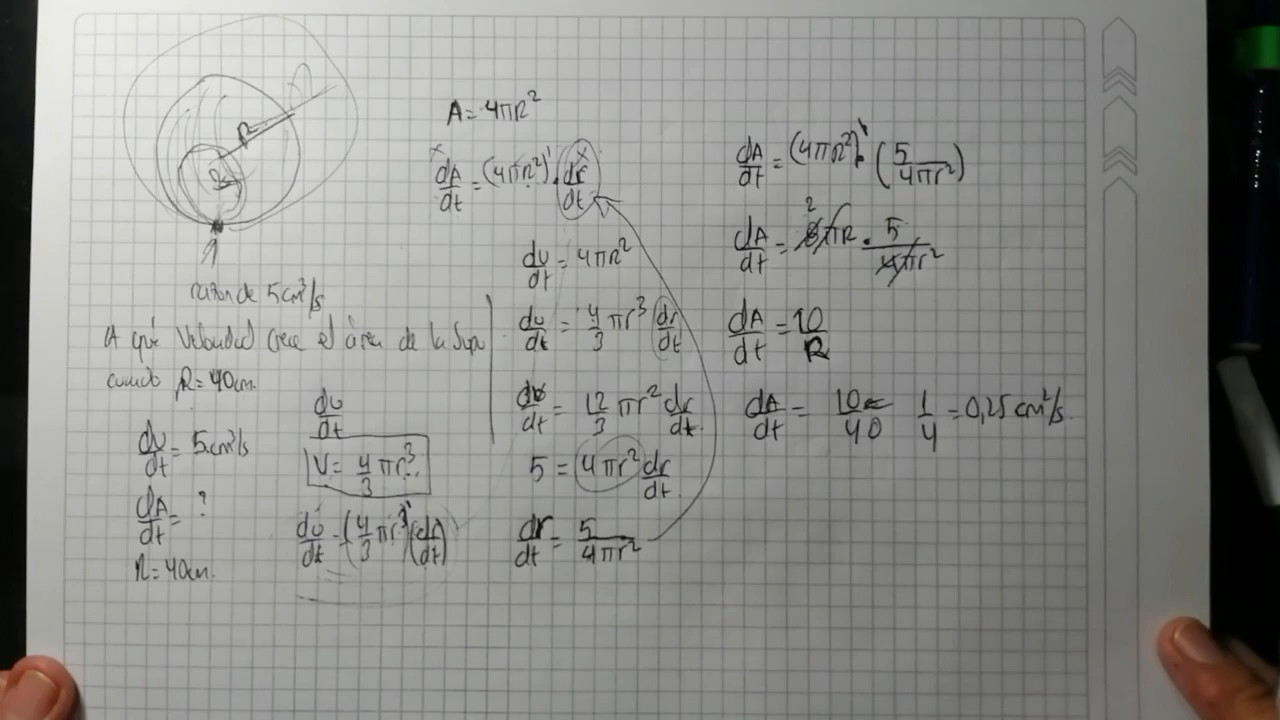 R
R
razon de 5cm³/s
A qué Velocidad crece el área de la Sup
cuando R = 40cm.
dv/dt = 5cm³/s
dA/dt = ?
R = 40cm.
dv/dt
V = 4/3 πr³
dv/dt = (4/3 πr³)' (dr/dt)
A = 4πR²
dA/dt = (4πR²)' . dr/dt
dv/dt = 4πR²
dv/dt = 4/3 πr³ dr/dt
dv/dt = 12/3 πr² dr/dt
5 = 4πr² dr/dt
dr/dt = 5/4πr²
dA/dt = (4πR²)' (5/4πr²)
dA/dt = 8πR . 5/4πr²
2
dA/dt = 10/R
dA/dt = 10/40 = 1/4 = 0,25 cm²/s.